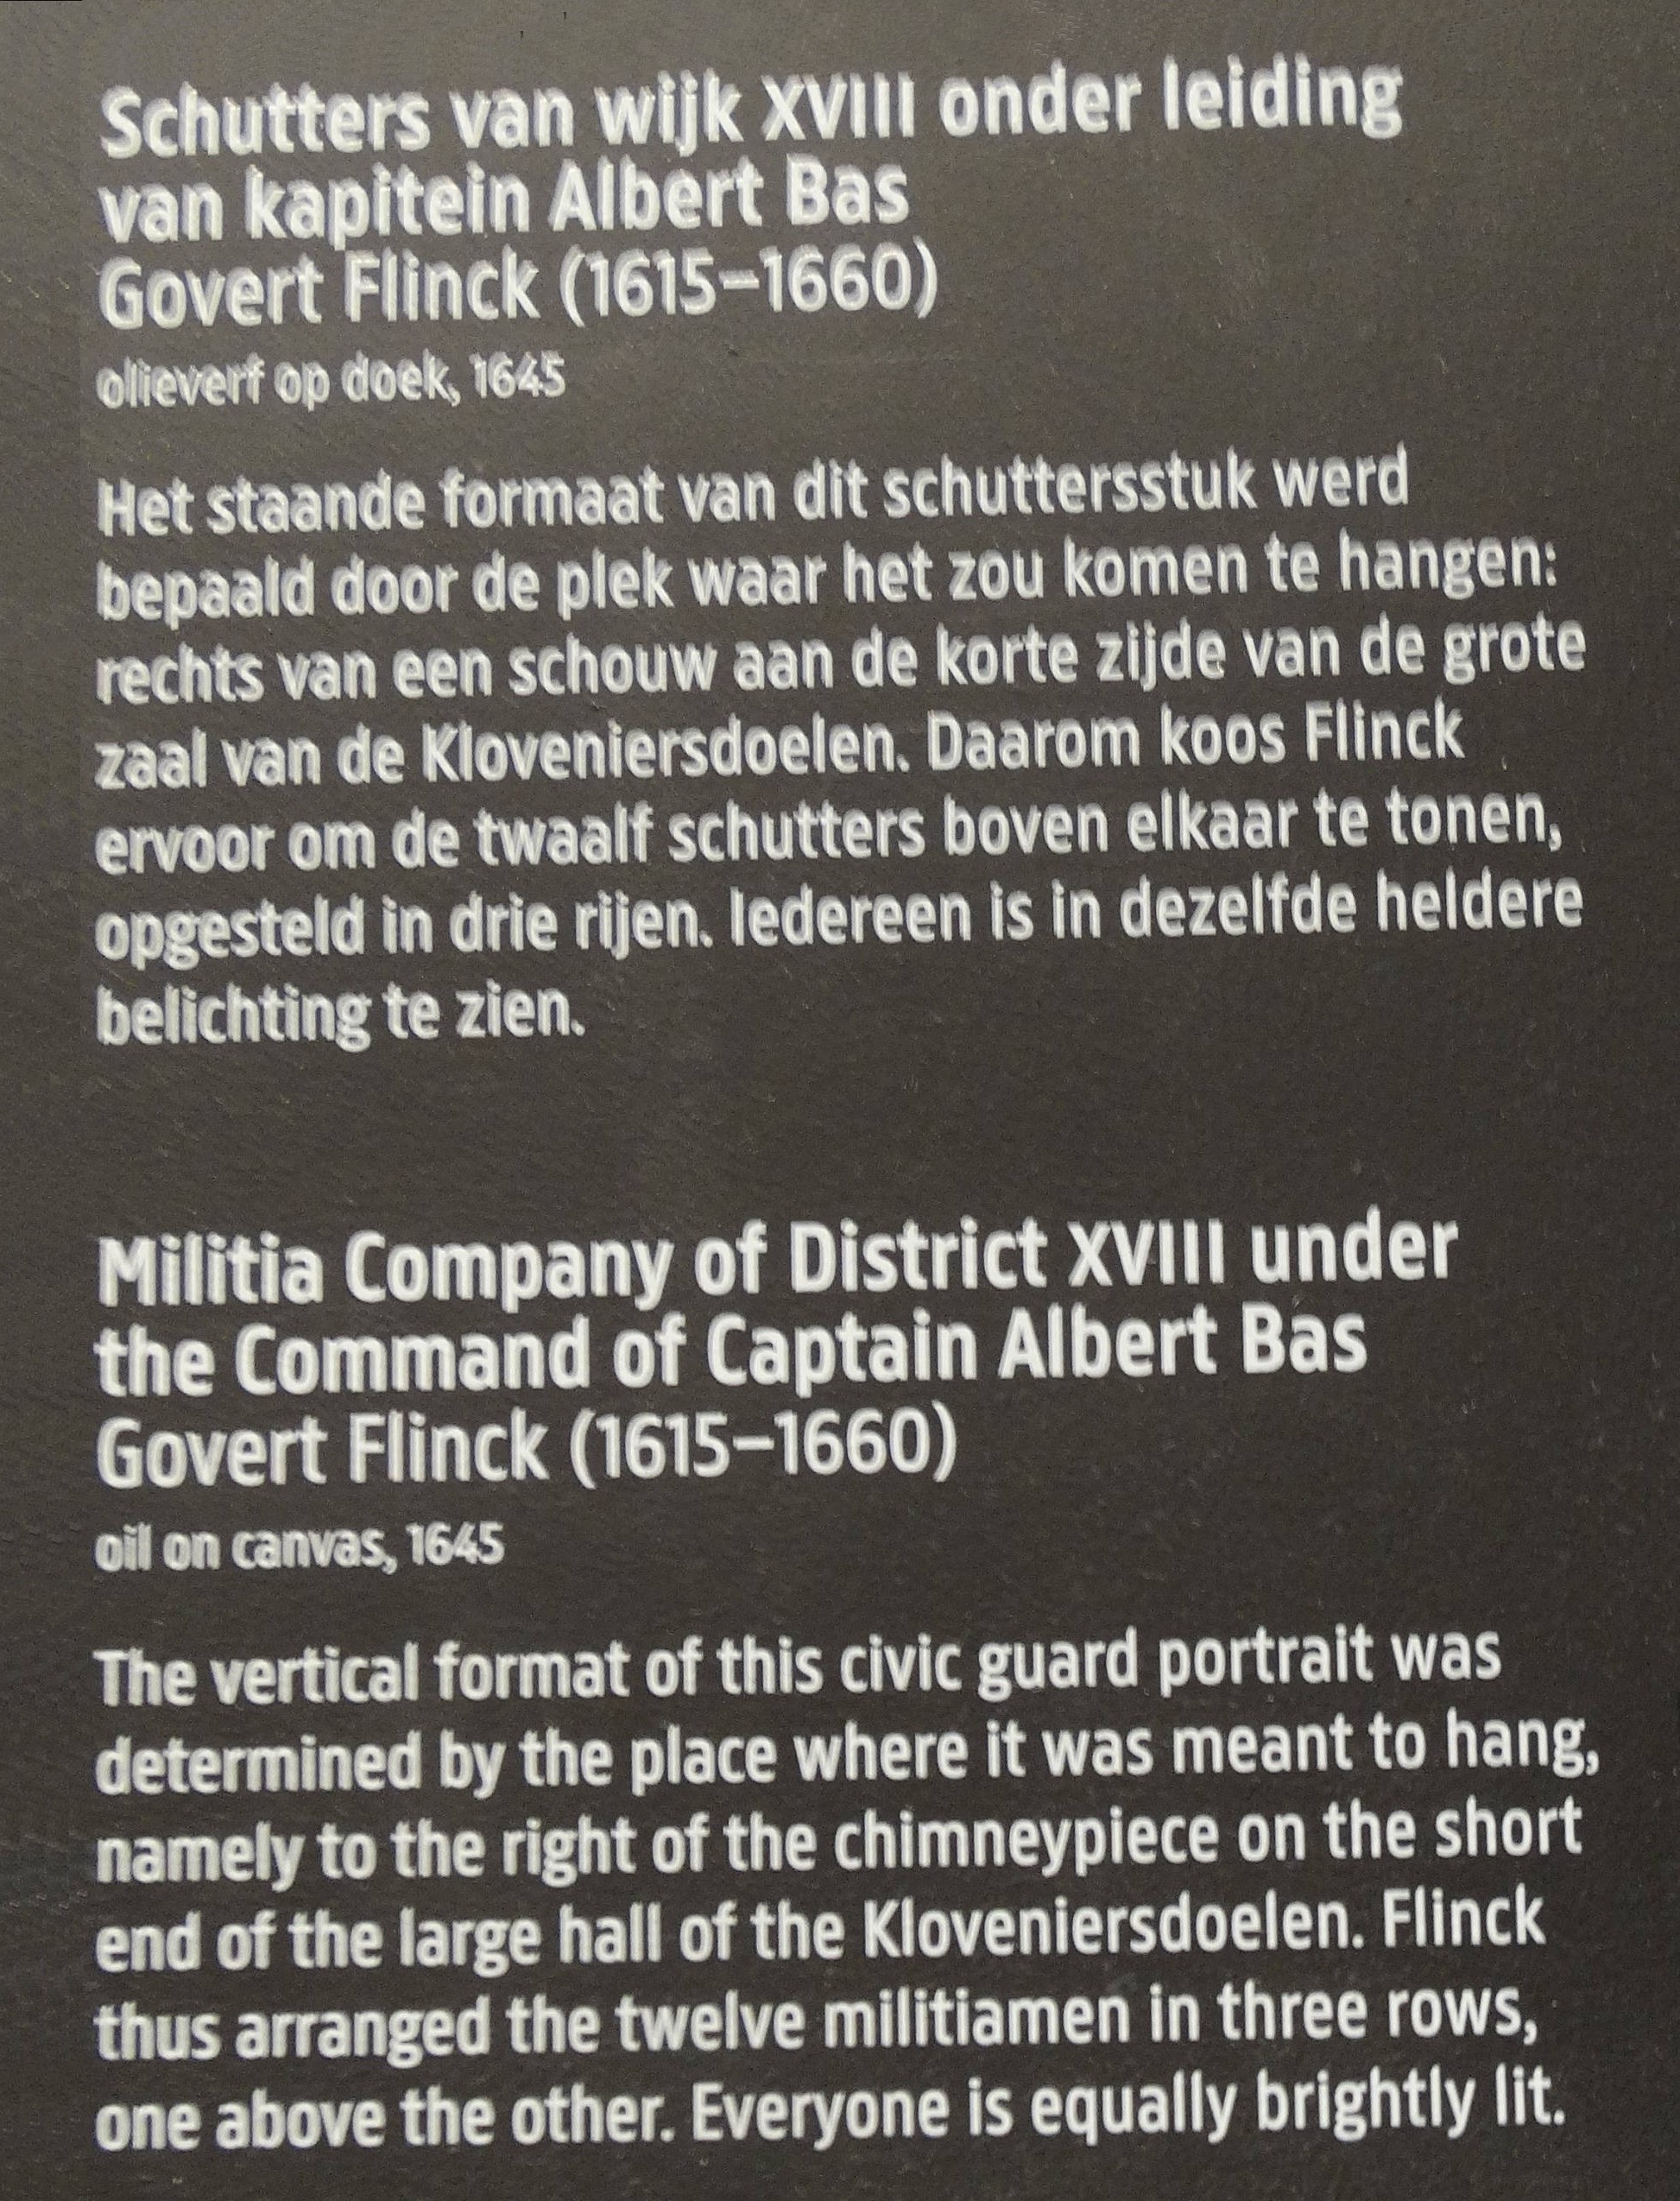 Schutters van wijk XVIII onder leiding
van kapitein Albert Bas
Govert Flinck (1615–1660)
olieverf op doek, 1645
Het staande formaat van dit schuttersstuk werd
bepaald door de plek waar het zou komen te hangen:
rechts van een schouw aan de korte zijde van de grote
zaal van de Kloveniersdoelen. Daarom koos Flinck
ervoor om de twaalf schutters boven elkaar te tonen,
opgesteld in drie rijen. Iedereen is in dezelfde heldere
belichting te zien.
Militia Company of District XVIII under
the Command of Captain Albert Bas
Govert Flinck (1615–1660)
oil on canvas, 1645
The vertical format of this civic guard portrait was
determined by the place where it was meant to hang,
namely to the right of the chimneypiece on the short
end of the large hall of the Kloveniersdoelen. Flinck
thus arranged the twelve militiamen in three rows,
one above the other. Everyone is equally brightly lit.